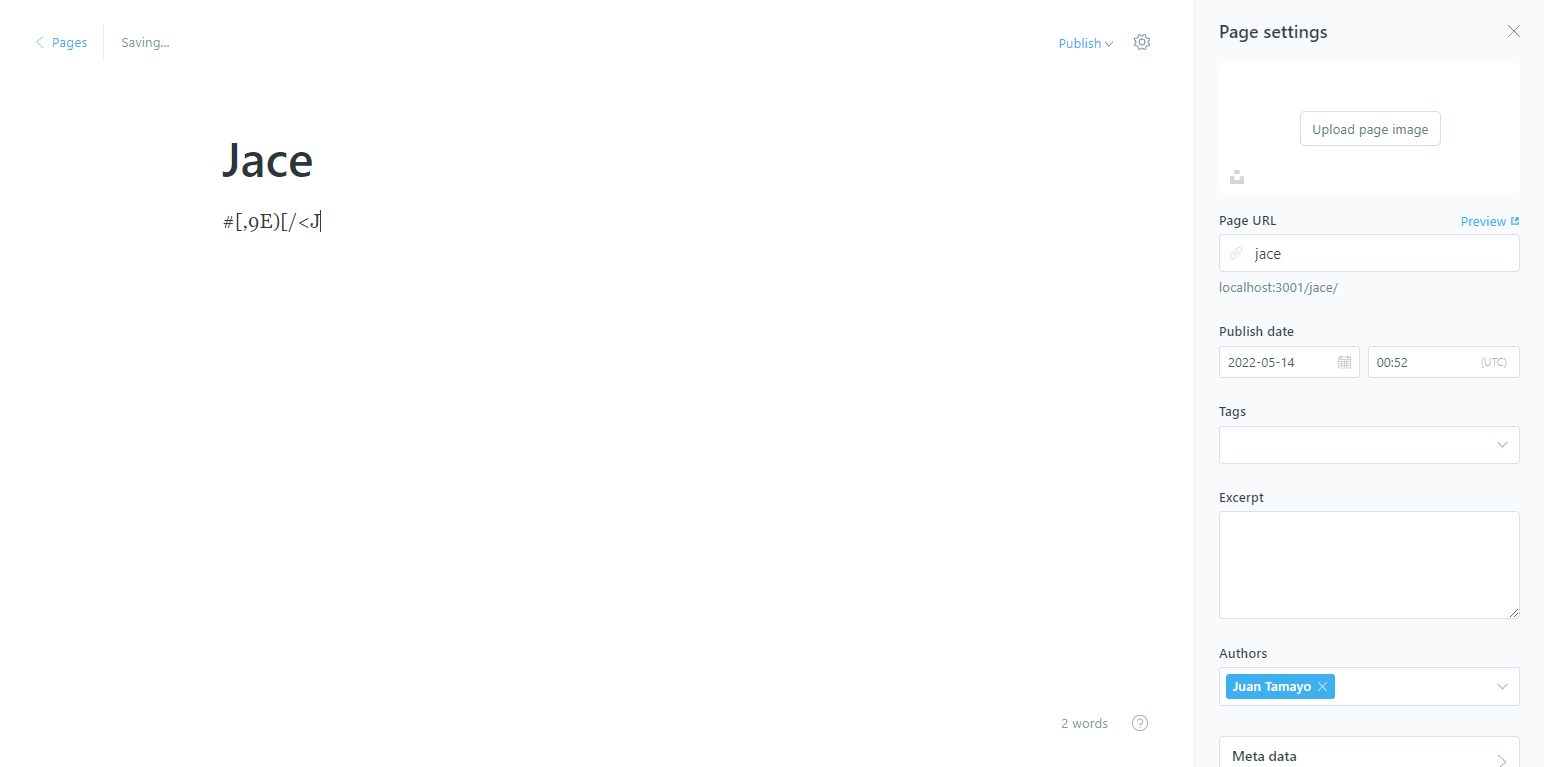 Pages
Saving...
Publish
Jace
#[,9E)[/<J
2 words
Page settings
Upload page image
Page URL
Preview
jace
localhost:3001/jace/
Publish date
2022-05-14
00:52
(UTC)
Tags
Excerpt
Authors
Juan Tamayo
Meta data